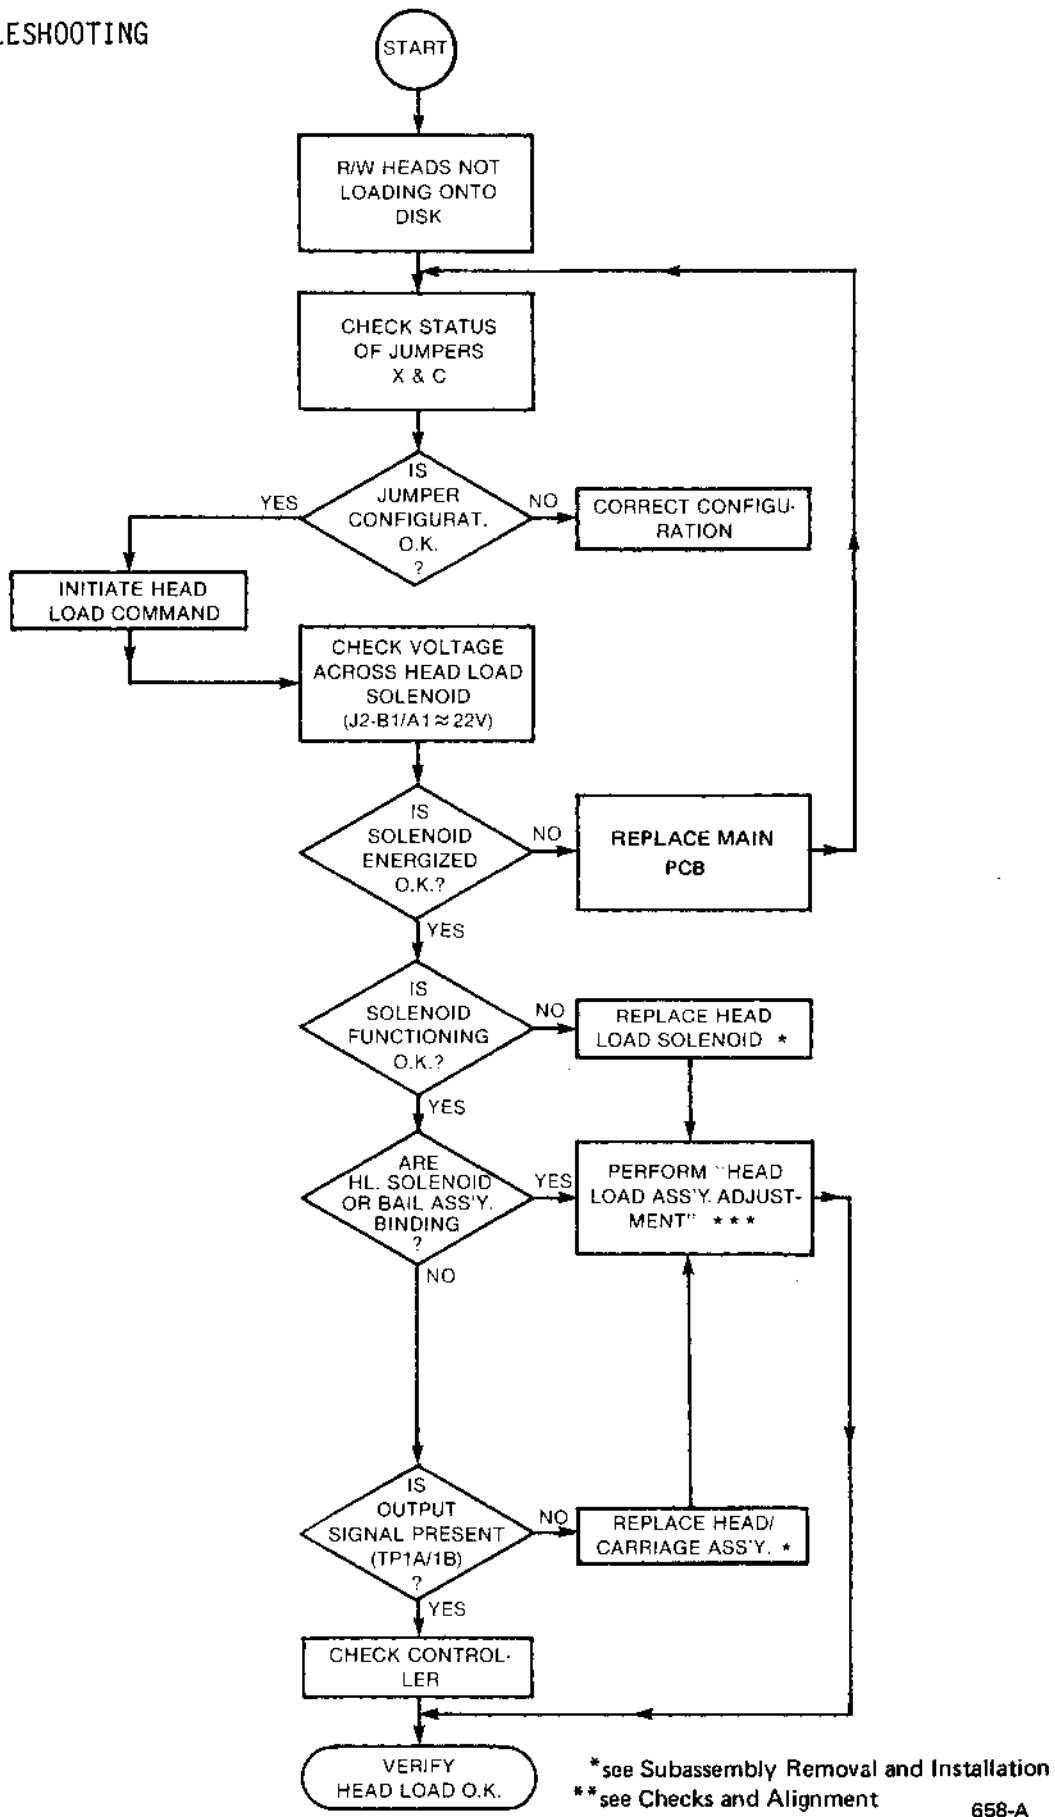 LESHOOTING
START
R/W HEADS NOT
LOADING ONTO
DISK
CHECK STATUS
OF JUMPERS
X & C
IS
JUMPER
CONFIGURAT.
O.K.
?
YES
NO
CORRECT CONFIGU-
RATION
INITIATE HEAD
LOAD COMMAND
CHECK VOLTAGE
ACROSS HEAD LOAD
SOLENOID
(J2-B1/A1 ≈ 22V)
IS
SOLENOID
ENERGIZED
O.K.?
NO
REPLACE MAIN
PCB
YES
IS
SOLENOID
FUNCTIONING
O.K.?
NO
REPLACE HEAD
LOAD SOLENOID *
YES
ARE
HL. SOLENOID
OR BAIL ASS'Y.
BINDING
?
YES
PERFORM "HEAD
LOAD ASS'Y. ADJUST-
MENT" * * *
NO
IS
OUTPUT
SIGNAL PRESENT
(TP1A/1B)
?
NO
REPLACE HEAD/
CARRIAGE ASS'Y. *
YES
CHECK CONTROL-
LER
VERIFY
HEAD LOAD O.K.
*see Subassembly Removal and Installation
**see Checks and Alignment
658-A